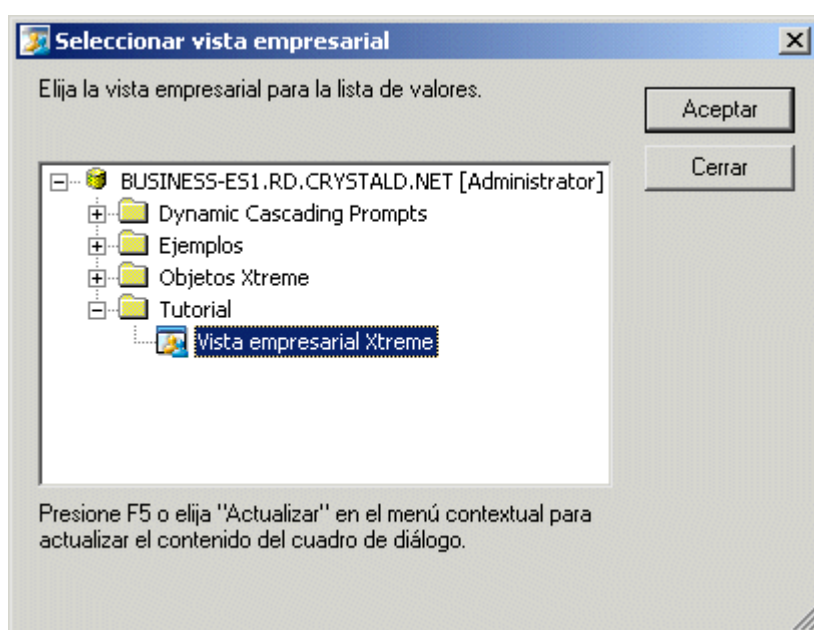 Seleccionar vista empresarial
Elija la vista empresarial para la lista de valores.
Aceptar
Cerrar
BUSINESS-ES1.RD.CRYSTALD.NET [Administrator]
Dynamic Cascading Prompts
Ejemplos
Objetos Xtreme
Tutorial
Vista empresarial Xtreme
Presione F5 o elija "Actualizar" en el menú contextual para
actualizar el contenido del cuadro de diálogo.